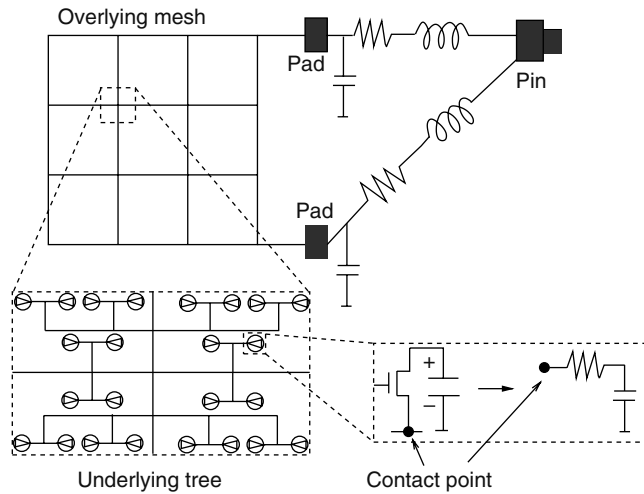 Overlying mesh
Pad
Pin
Pad
+
−
Underlying tree
Contact point